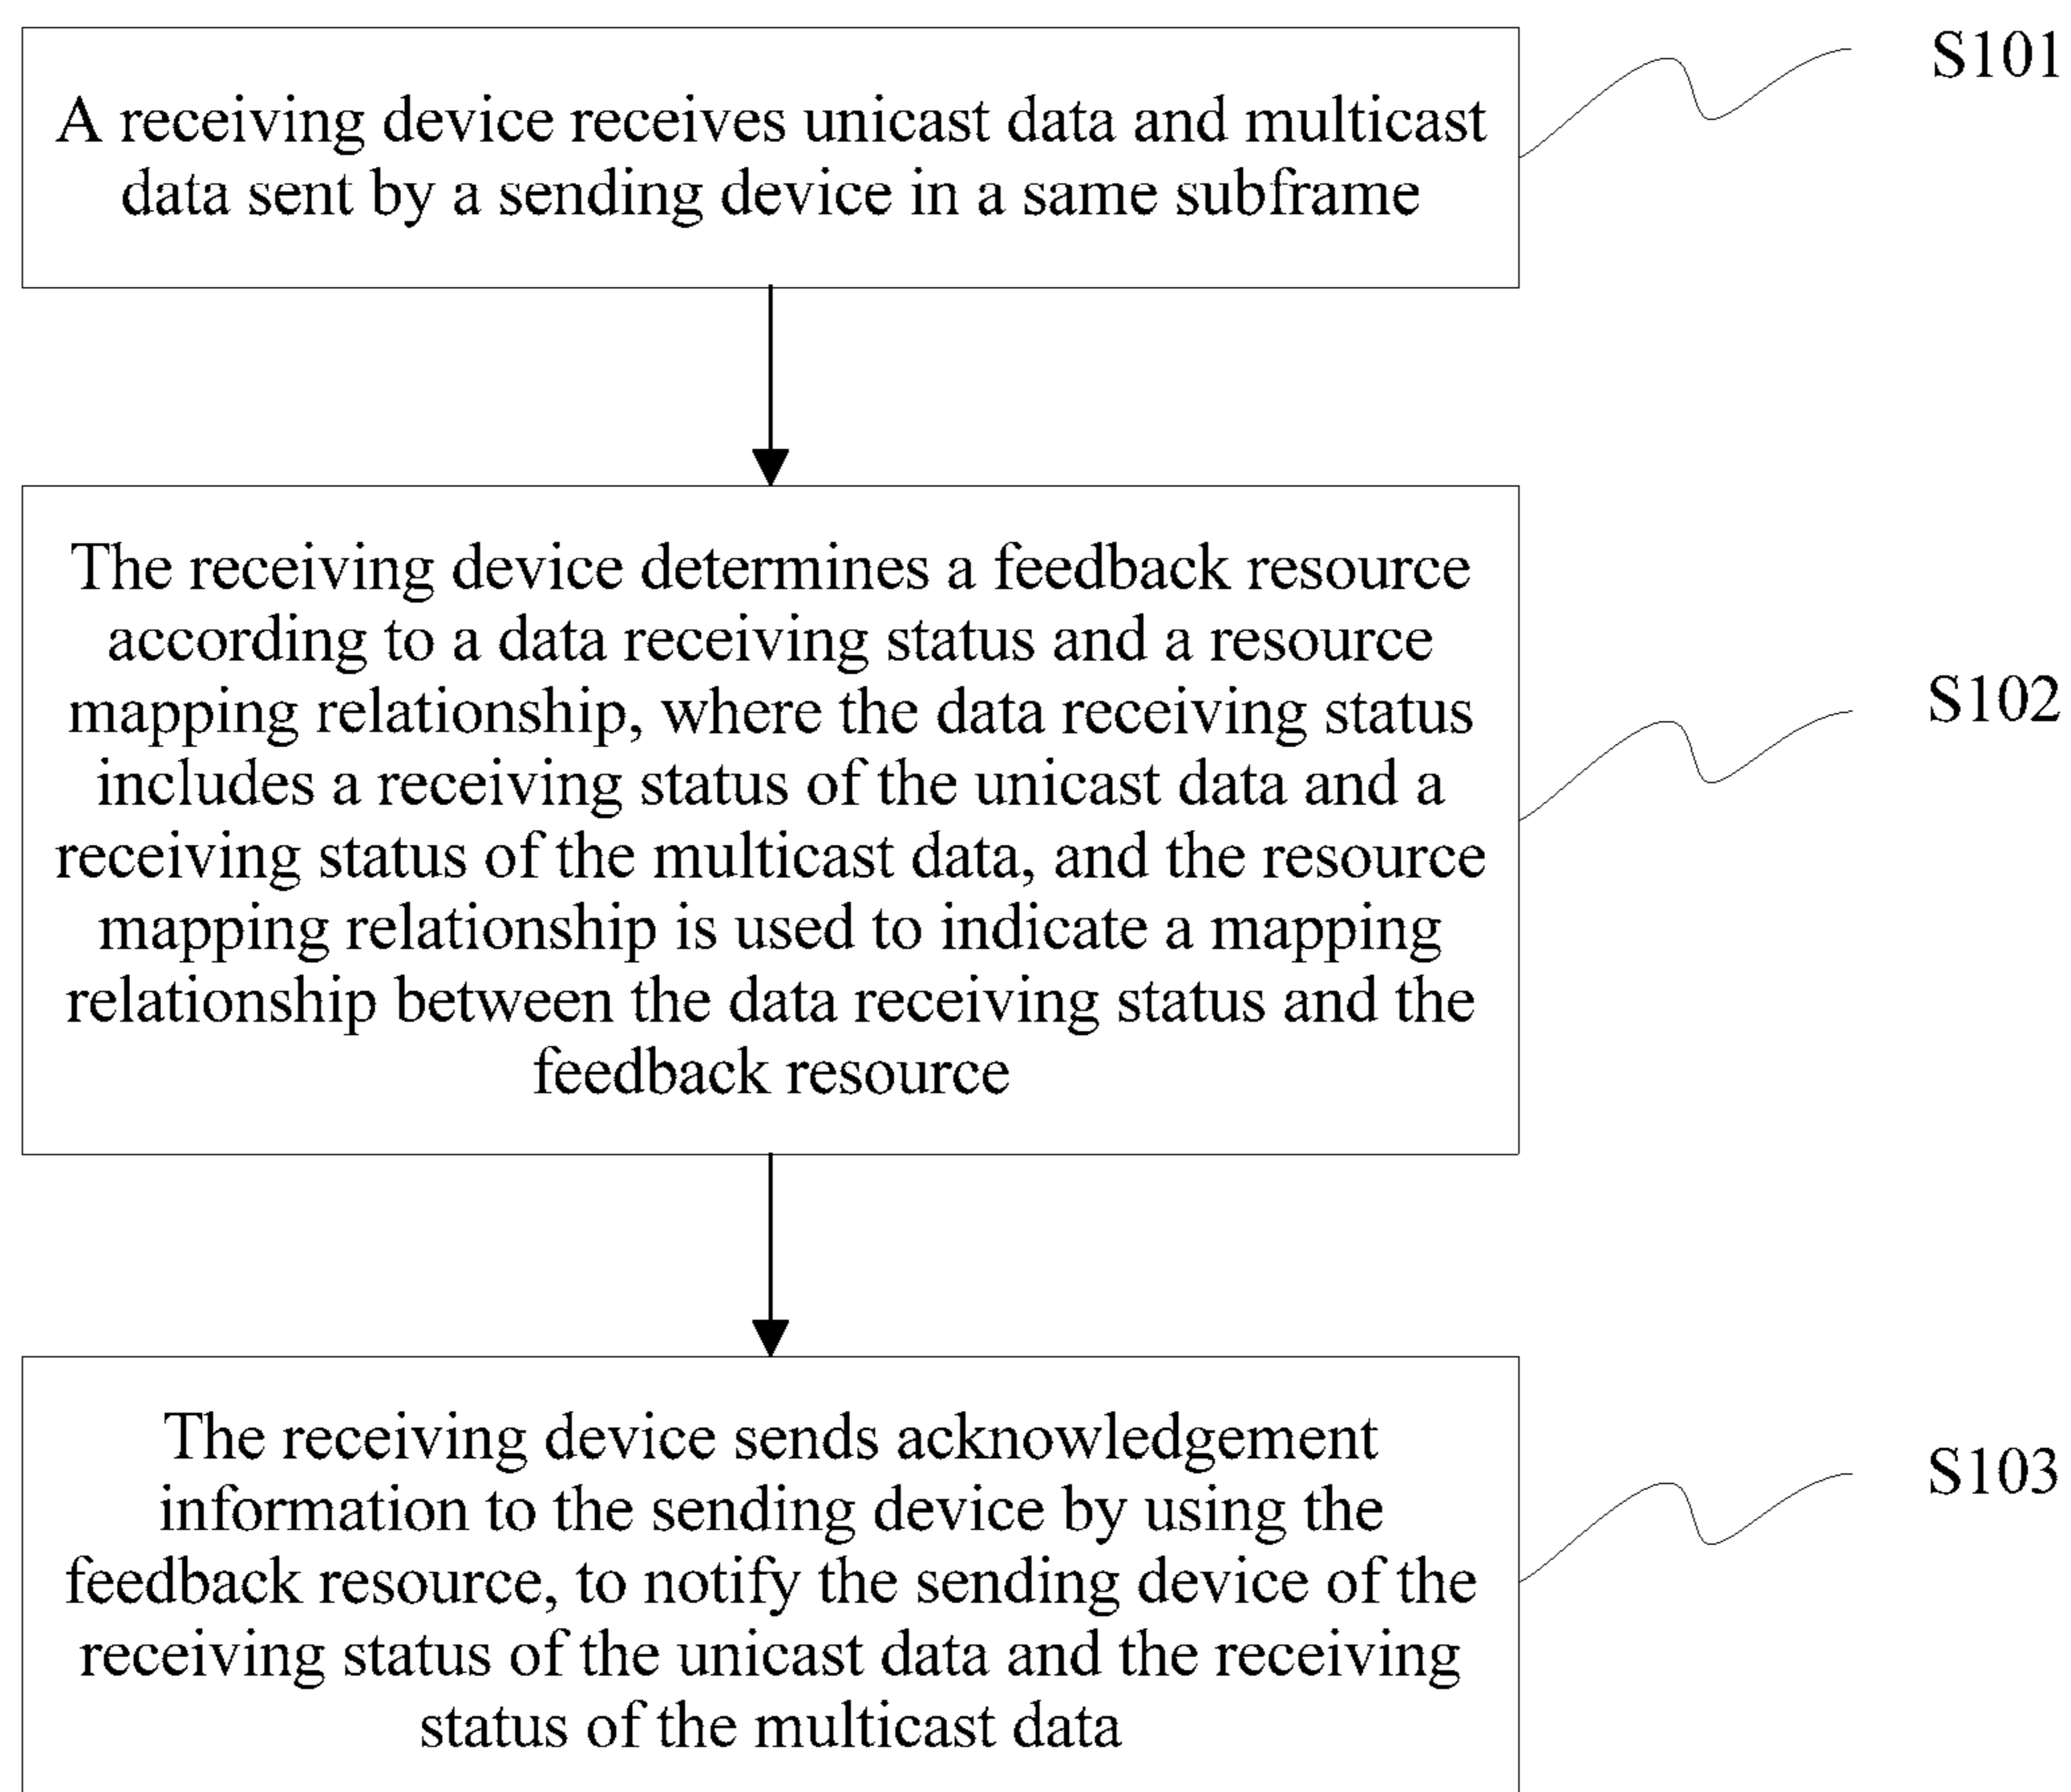 S101
A receiving device receives unicast data and multicast
data sent by a sending device in a same subframe
The receiving device determines a feedback resource
according to a data receiving status and a resource
mapping relationship, where the data receiving status
includes a receiving status of the unicast data and a
receiving status of the multicast data, and the resource
mapping relationship is used to indicate a mapping
relationship between the data receiving status and the
feedback resource
S102
The receiving device sends acknowledgement
information to the sending device by using the
feedback resource, to notify the sending device of the
receiving status of the unicast data and the receiving
status of the multicast data
S103